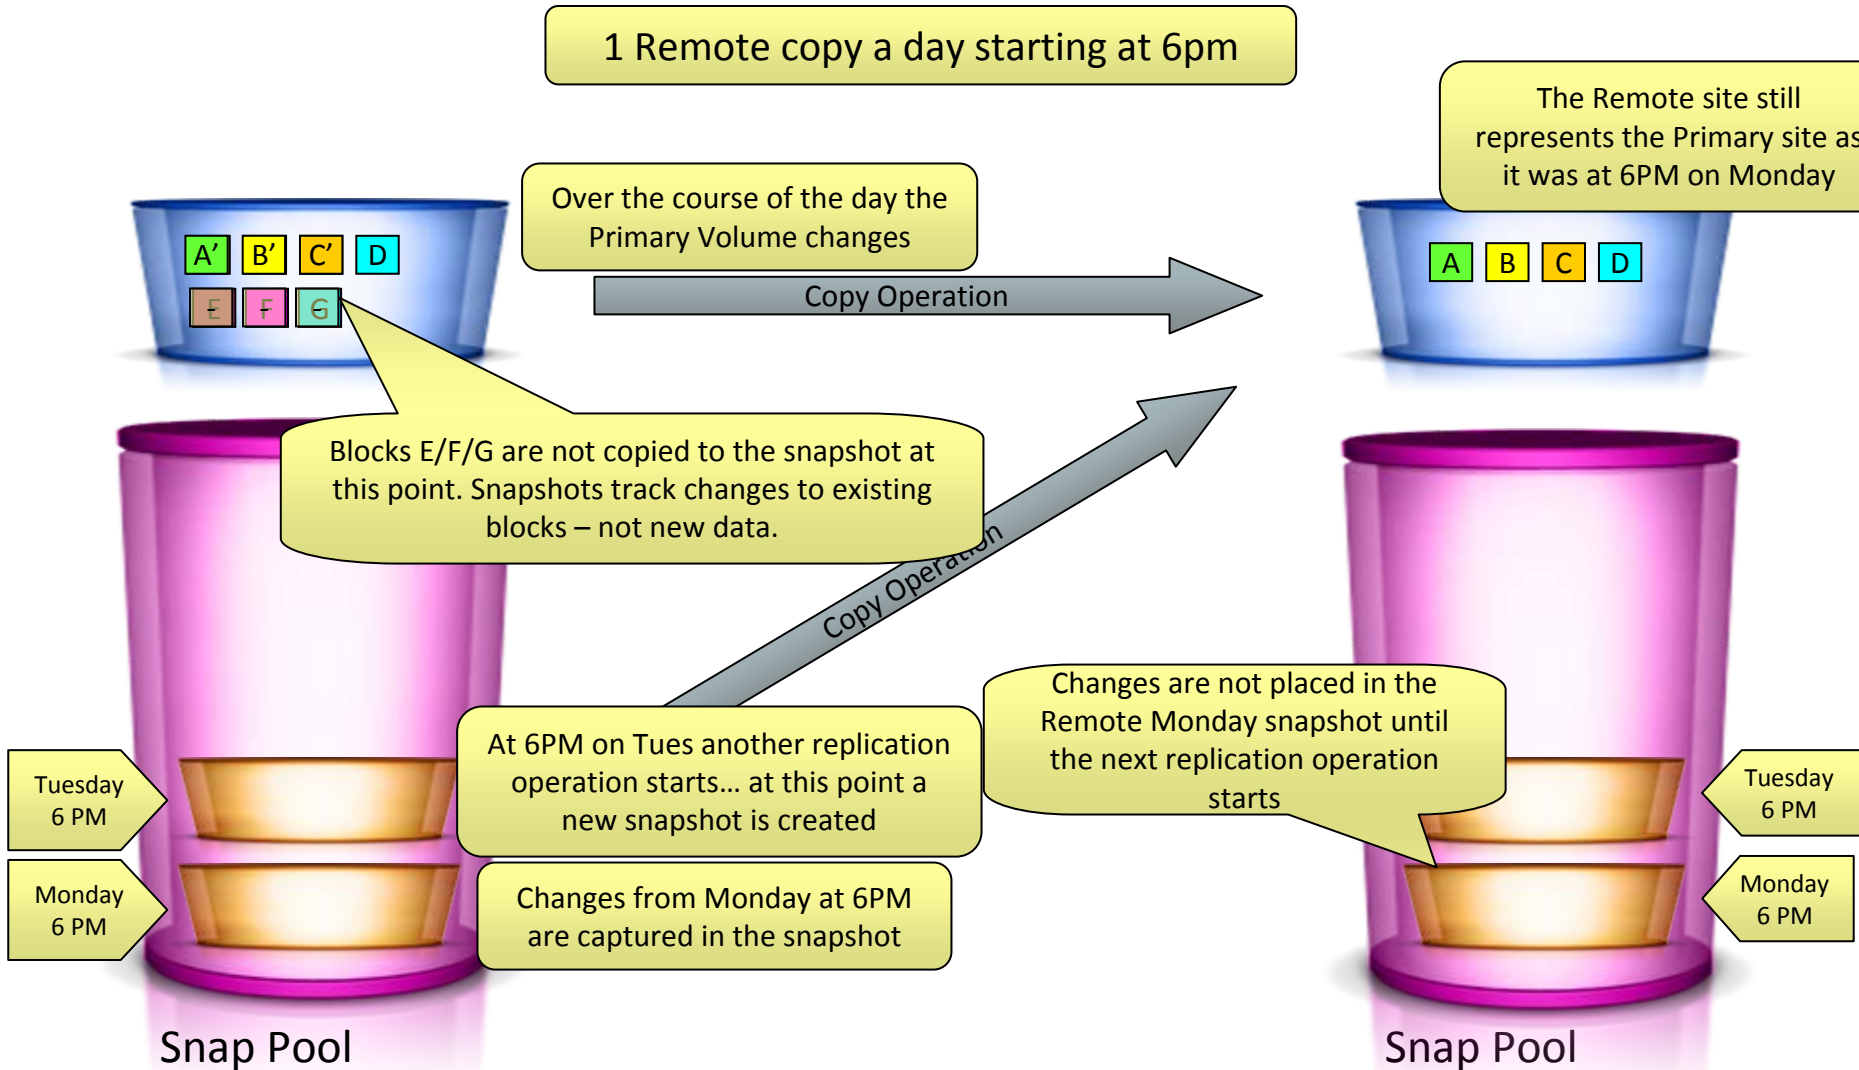 1 Remote copy a day starting at 6pm
The Remote site still
represents the Primary site as
it was at 6PM on Monday
Over the course of the day the
Primary Volume changes
A’ B’ C’ D
E F G
Copy Operation
A B C D
Blocks E/F/G are not copied to the snapshot at
this point. Snapshots track changes to existing
blocks – not new data.
Copy Operation
Changes are not placed in the
Remote Monday snapshot until
the next replication operation
starts
At 6PM on Tues another replication
operation starts... at this point a
new snapshot is created
Tuesday
6 PM
Tuesday
6 PM
Changes from Monday at 6PM
are captured in the snapshot
Monday
6 PM
Monday
6 PM
Snap Pool
Snap Pool